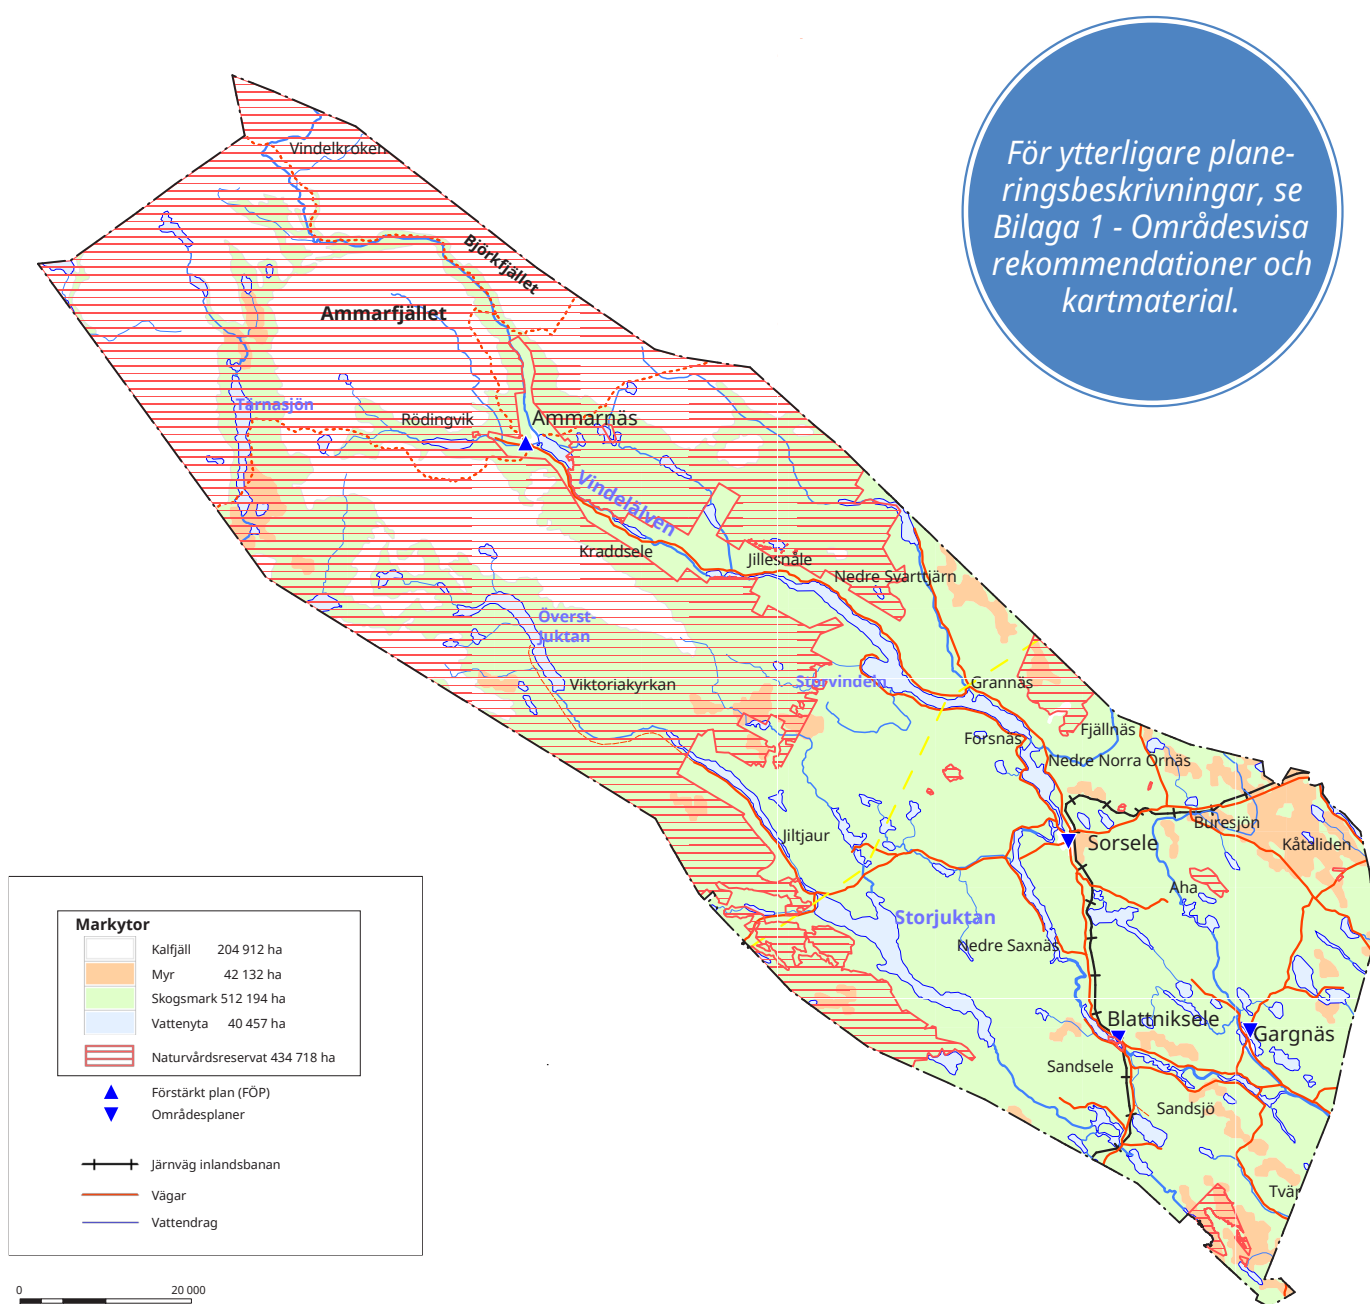 För ytterligare plane-
ringsbeskrivningar, se
Bilaga 1 - Områdesvisa
rekommendationer och
kartmaterial.
Vindelkroken
Björkfjället
Ammarfjället
Tärnasjön
Rödingvik
Ammarnäs
Vindelälven
Kraddsele
Jillesnåle
Nedre Svarttjärn
Överst-
juktan
Viktoriakyrkan
Storvindeln
Grannäs
Fjällnäs
Forsnäs
Nedre Norra Örnäs
Buresjön
Jiltjaur
Sorsele
Kåtaliden
Aha
Storjuktan
Nedre Saxnäs
Blattniksele
Gargnäs
Sandsele
Sandsjö
Tvär
Markytor
Kalfjäll 204 912 ha
Myr 42 132 ha
Skogsmark 512 194 ha
Vattenyta 40 457 ha
Naturvårdsreservat 434 718 ha
Förstärkt plan (FÖP)
Områdesplaner
Järnväg inlandsbanan
Vägar
Vattendrag
0 20 000